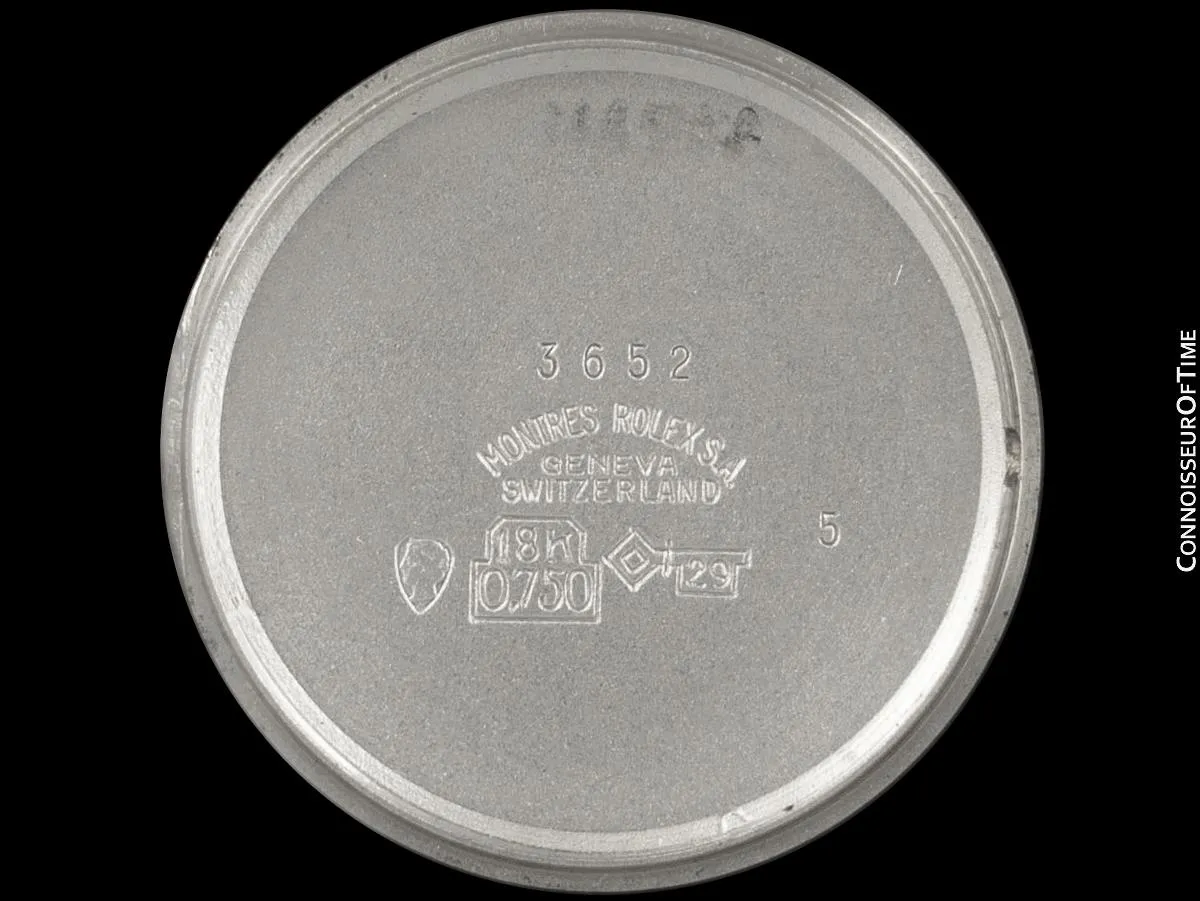 3652
MONTRES ROLEX S.A.
GENEVA
SWITZERLAND
18K
0,750
29
5
CONNOISSEUROFTIME